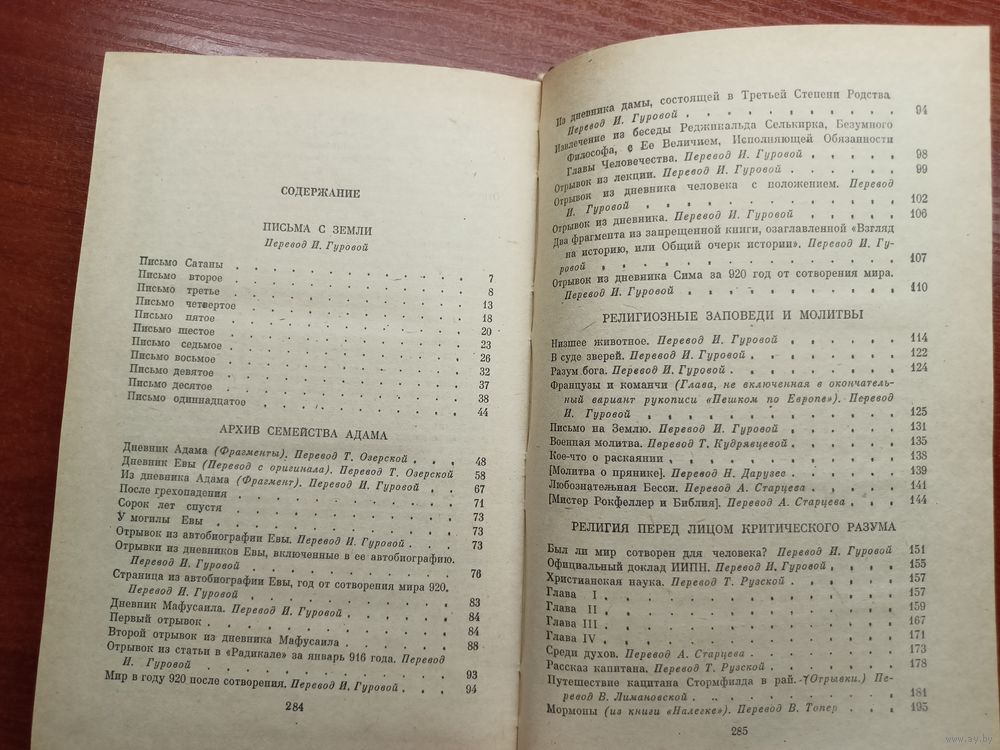 СОДЕРЖАНИЕ
ПИСЬМА С ЗЕМЛИ
Перевод И. Гуровой
Письмо Сатаны . . . . . . . . . . . . 7
Письмо второе . . . . . . . . . . . . 8
Письмо третье . . . . . . . . . . . . 13
Письмо четвертое . . . . . . . . . . . . 18
Письмо пятое . . . . . . . . . . . . 20
Письмо шестое . . . . . . . . . . . . 23
Письмо седьмое . . . . . . . . . . . . 26
Письмо восьмое . . . . . . . . . . . . 32
Письмо девятое . . . . . . . . . . . . 37
Письмо десятое . . . . . . . . . . . . 38
Письмо одиннадцатое . . . . . . . . . . . . 44
АРХИВ СЕМЕЙСТВА АДАМА
Дневник Адама (Фрагменты). Перевод Т. Озерской . . . 48
Дневник Евы (Перевод с оригинала). Перевод Т. Озерской 58
Из дневника Адама (Фрагмент). Перевод И. Гуровой . . . 67
После грехопадения . . . . . . . . . . . . 71
Сорок лет спустя . . . . . . . . . . . . 73
У могилы Евы . . . . . . . . . . . . 73
Отрывок из автобиографии Евы. Перевод И. Гуровой . . . 73
Отрывки из дневников Евы, включенные в ее автобиографию.
Перевод И. Гуровой . . . . . . . . . . . . 76
Страница из автобиографии Евы, год от сотворения мира 920.
Перевод И. Гуровой . . . . . . . . . . . . 83
Дневник Мафусаила. Перевод И. Гуровой . . . . . . 84
Первый отрывок . . . . . . . . . . . . 84
Второй отрывок из дневника Мафусаила . . . . . . 88
Отрывок из статьи в «Радикале» за январь 916 года. Перевод
И. Гуровой . . . . . . . . . . . . 93
Мир в году 920 после сотворения. Перевод И. Гуровой . . . 94
284
Из дневника дамы, состоящей в Третьей Степени Родства
Перевод И. Гуровой . . . . . . . . . 94
Извлечение из беседы Реджинальда Селькирка, Безумного
Философа, с Ее Величием, Исполняющей Обязанности
Главы Человечества. Перевод И. Гуровой . . . . . 98
Отрывок из лекции. Перевод И. Гуровой . . . . . . 99
Отрывок из дневника человека с положением. Перевод
И. Гуровой . . . . . . . . . . . . 102
Отрывок из дневника. Перевод И. Гуровой . . . . . . 106
Два фрагмента из запрещенной книги, озаглавленной «Взгляд
на историю, или Общий очерк истории». Перевод И. Гу-
ровой . . . . . . . . . . . . 107
Отрывок из дневника Сима за 920 год от сотворения мира.
Перевод И. Гуровой . . . . . . . . . 110
РЕЛИГИОЗНЫЕ ЗАПОВЕДИ И МОЛИТВЫ
Низшее животное. Перевод И. Гуровой . . . . . . 114
В суде зверей. Перевод И. Гуровой . . . . . . 122
Разум бога. Перевод И. Гуровой . . . . . . 124
Французы и команчи (Глава, не включенная в окончатель-
ный вариант рукописи «Пешком по Европе»). Перевод
И. Гуровой . . . . . . . . . . . . 125
Письмо на Землю. Перевод И. Гуровой . . . . . . 131
Военная молитва. Перевод Т. Кудрявцевой . . . . . 135
Кое-что о раскаянии . . . . . . . . . 138
[Молитва о прянике]. Перевод Н. Дарузес . . . . . 139
Любознательная Бесси. Перевод А. Старцева . . . . 141
[Мистер Рокфеллер и Библия]. Перевод А. Старцева . . . 144
РЕЛИГИЯ ПЕРЕД ЛИЦОМ КРИТИЧЕСКОГО РАЗУМА
Был ли мир сотворен для человека? Перевод И. Гуровой 151
Официальный доклад ИИПН. Перевод И. Гуровой . . . 155
Христианская наука. Перевод Т. Рузской . . . . . 157
Глава I . . . . . . . . . . . . 157
Глава II . . . . . . . . . . . . 159
Глава III . . . . . . . . . . . . 167
Глава IV . . . . . . . . . . . . 171
Среди духов. Перевод А. Старцева . . . . . . 173
Рассказ капитана. Перевод Т. Рузской . . . . . 178
Путешествие капитана Стормфилда в рай. (Отрывки.) Пе-
ревод В. Лимановской . . . . . . . . . 181
Мормоны (из книги «Налегке»). Перевод В. Топер . . . 195
285
www.ay.by